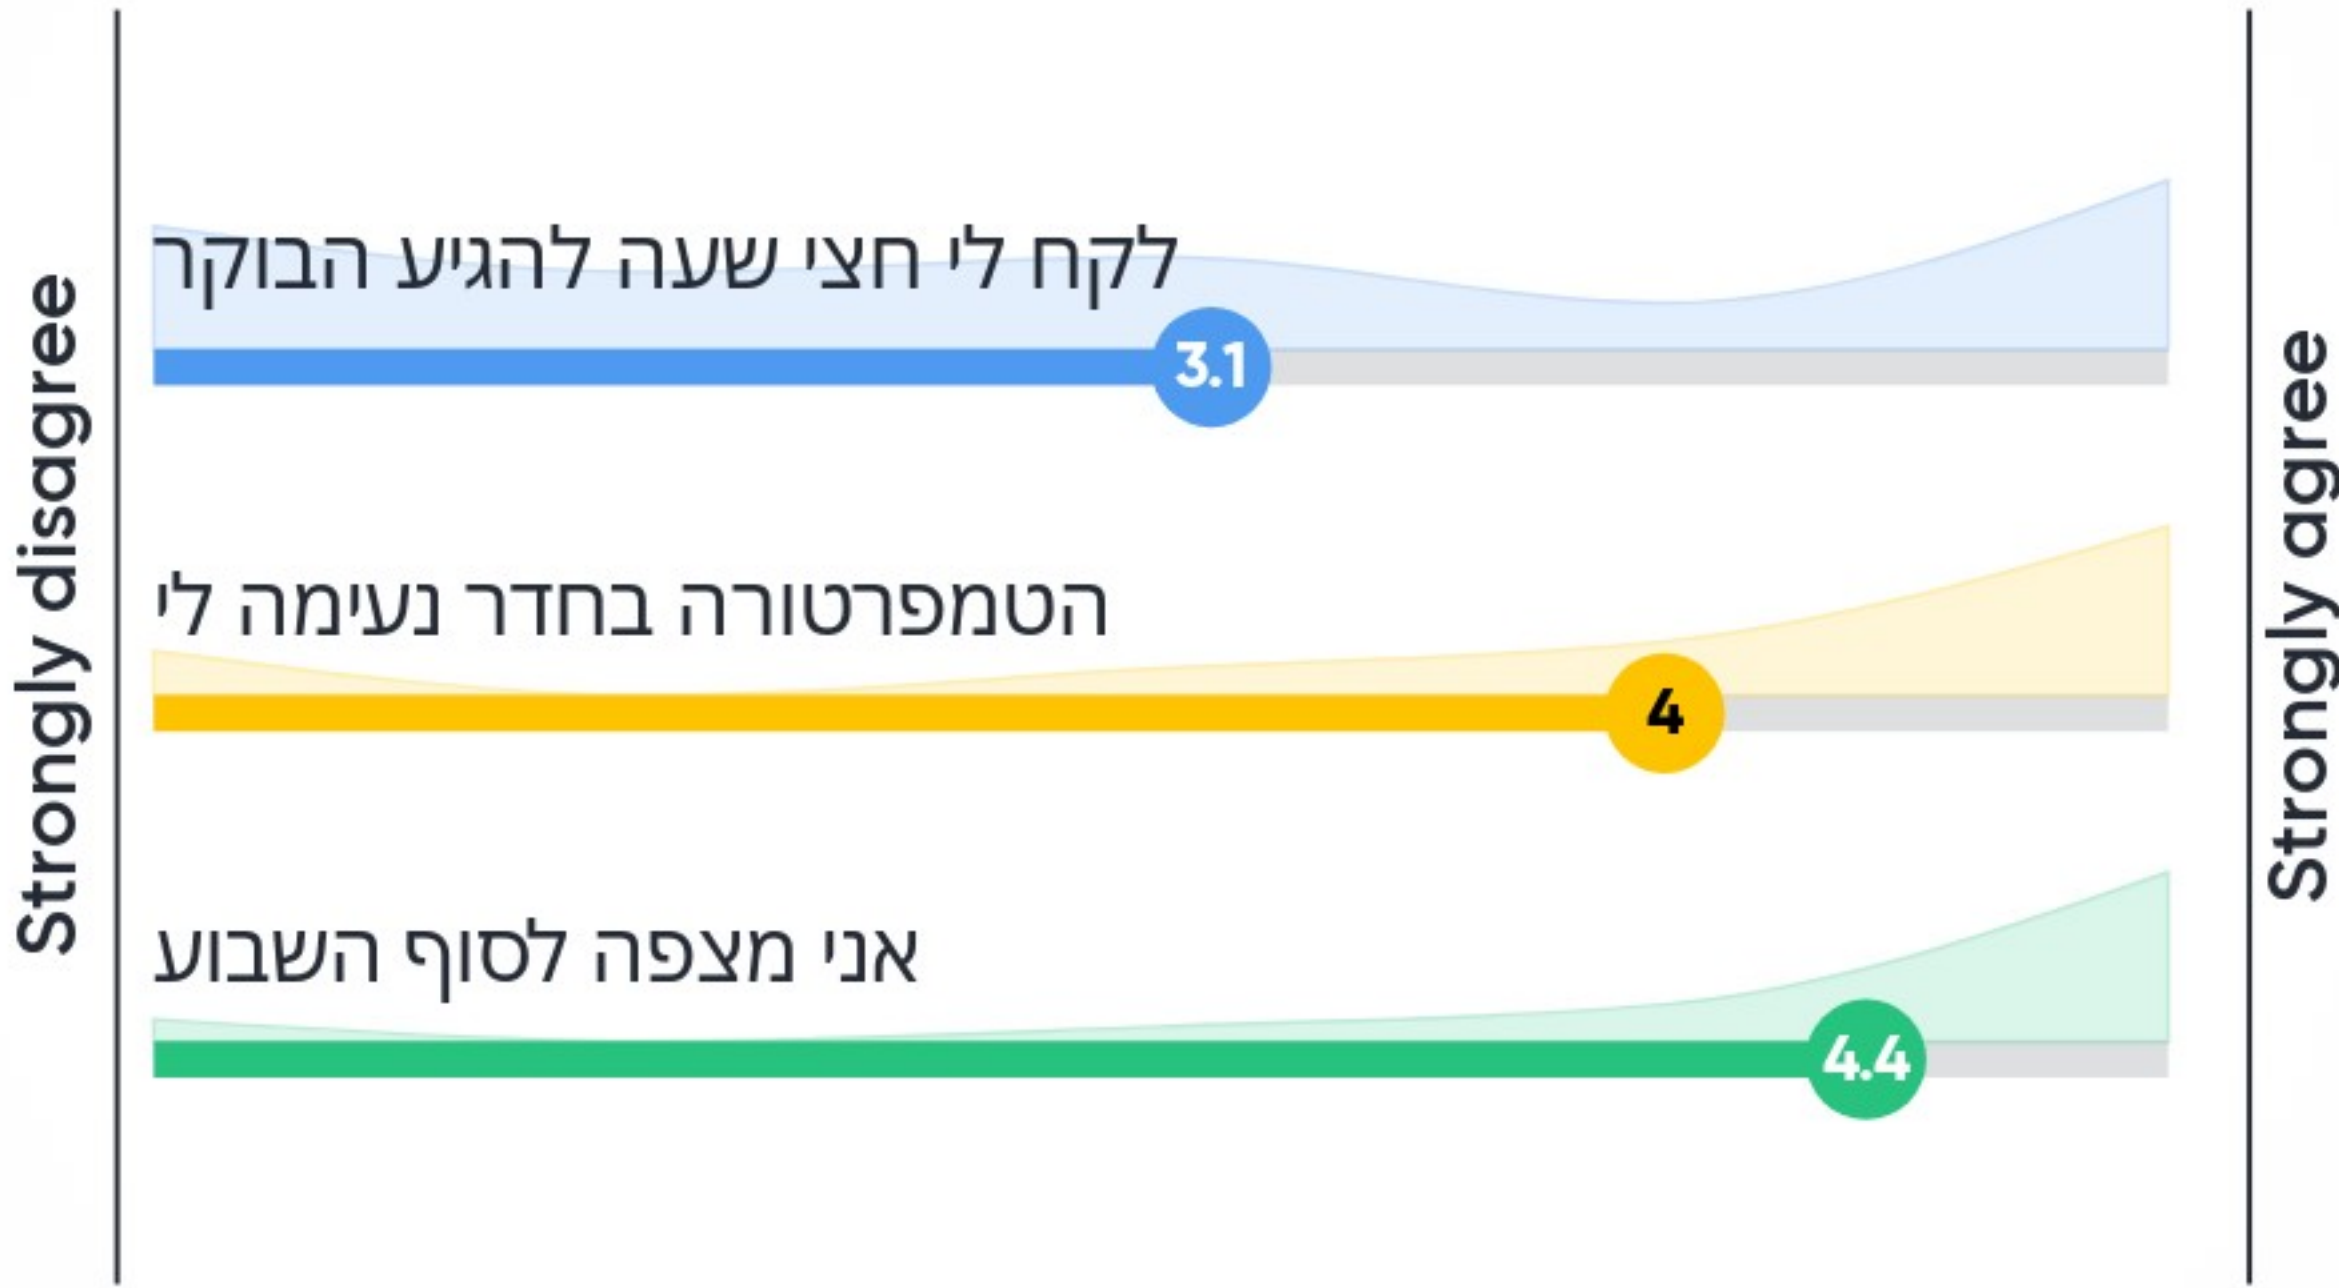 Strongly disagree
לקח לי חצי שעה להגיע הבוקר
3.1
הטמפרטורה בחדר נעימה לי
4
אני מצפה לסוף השבוע
4.4
Strongly agree